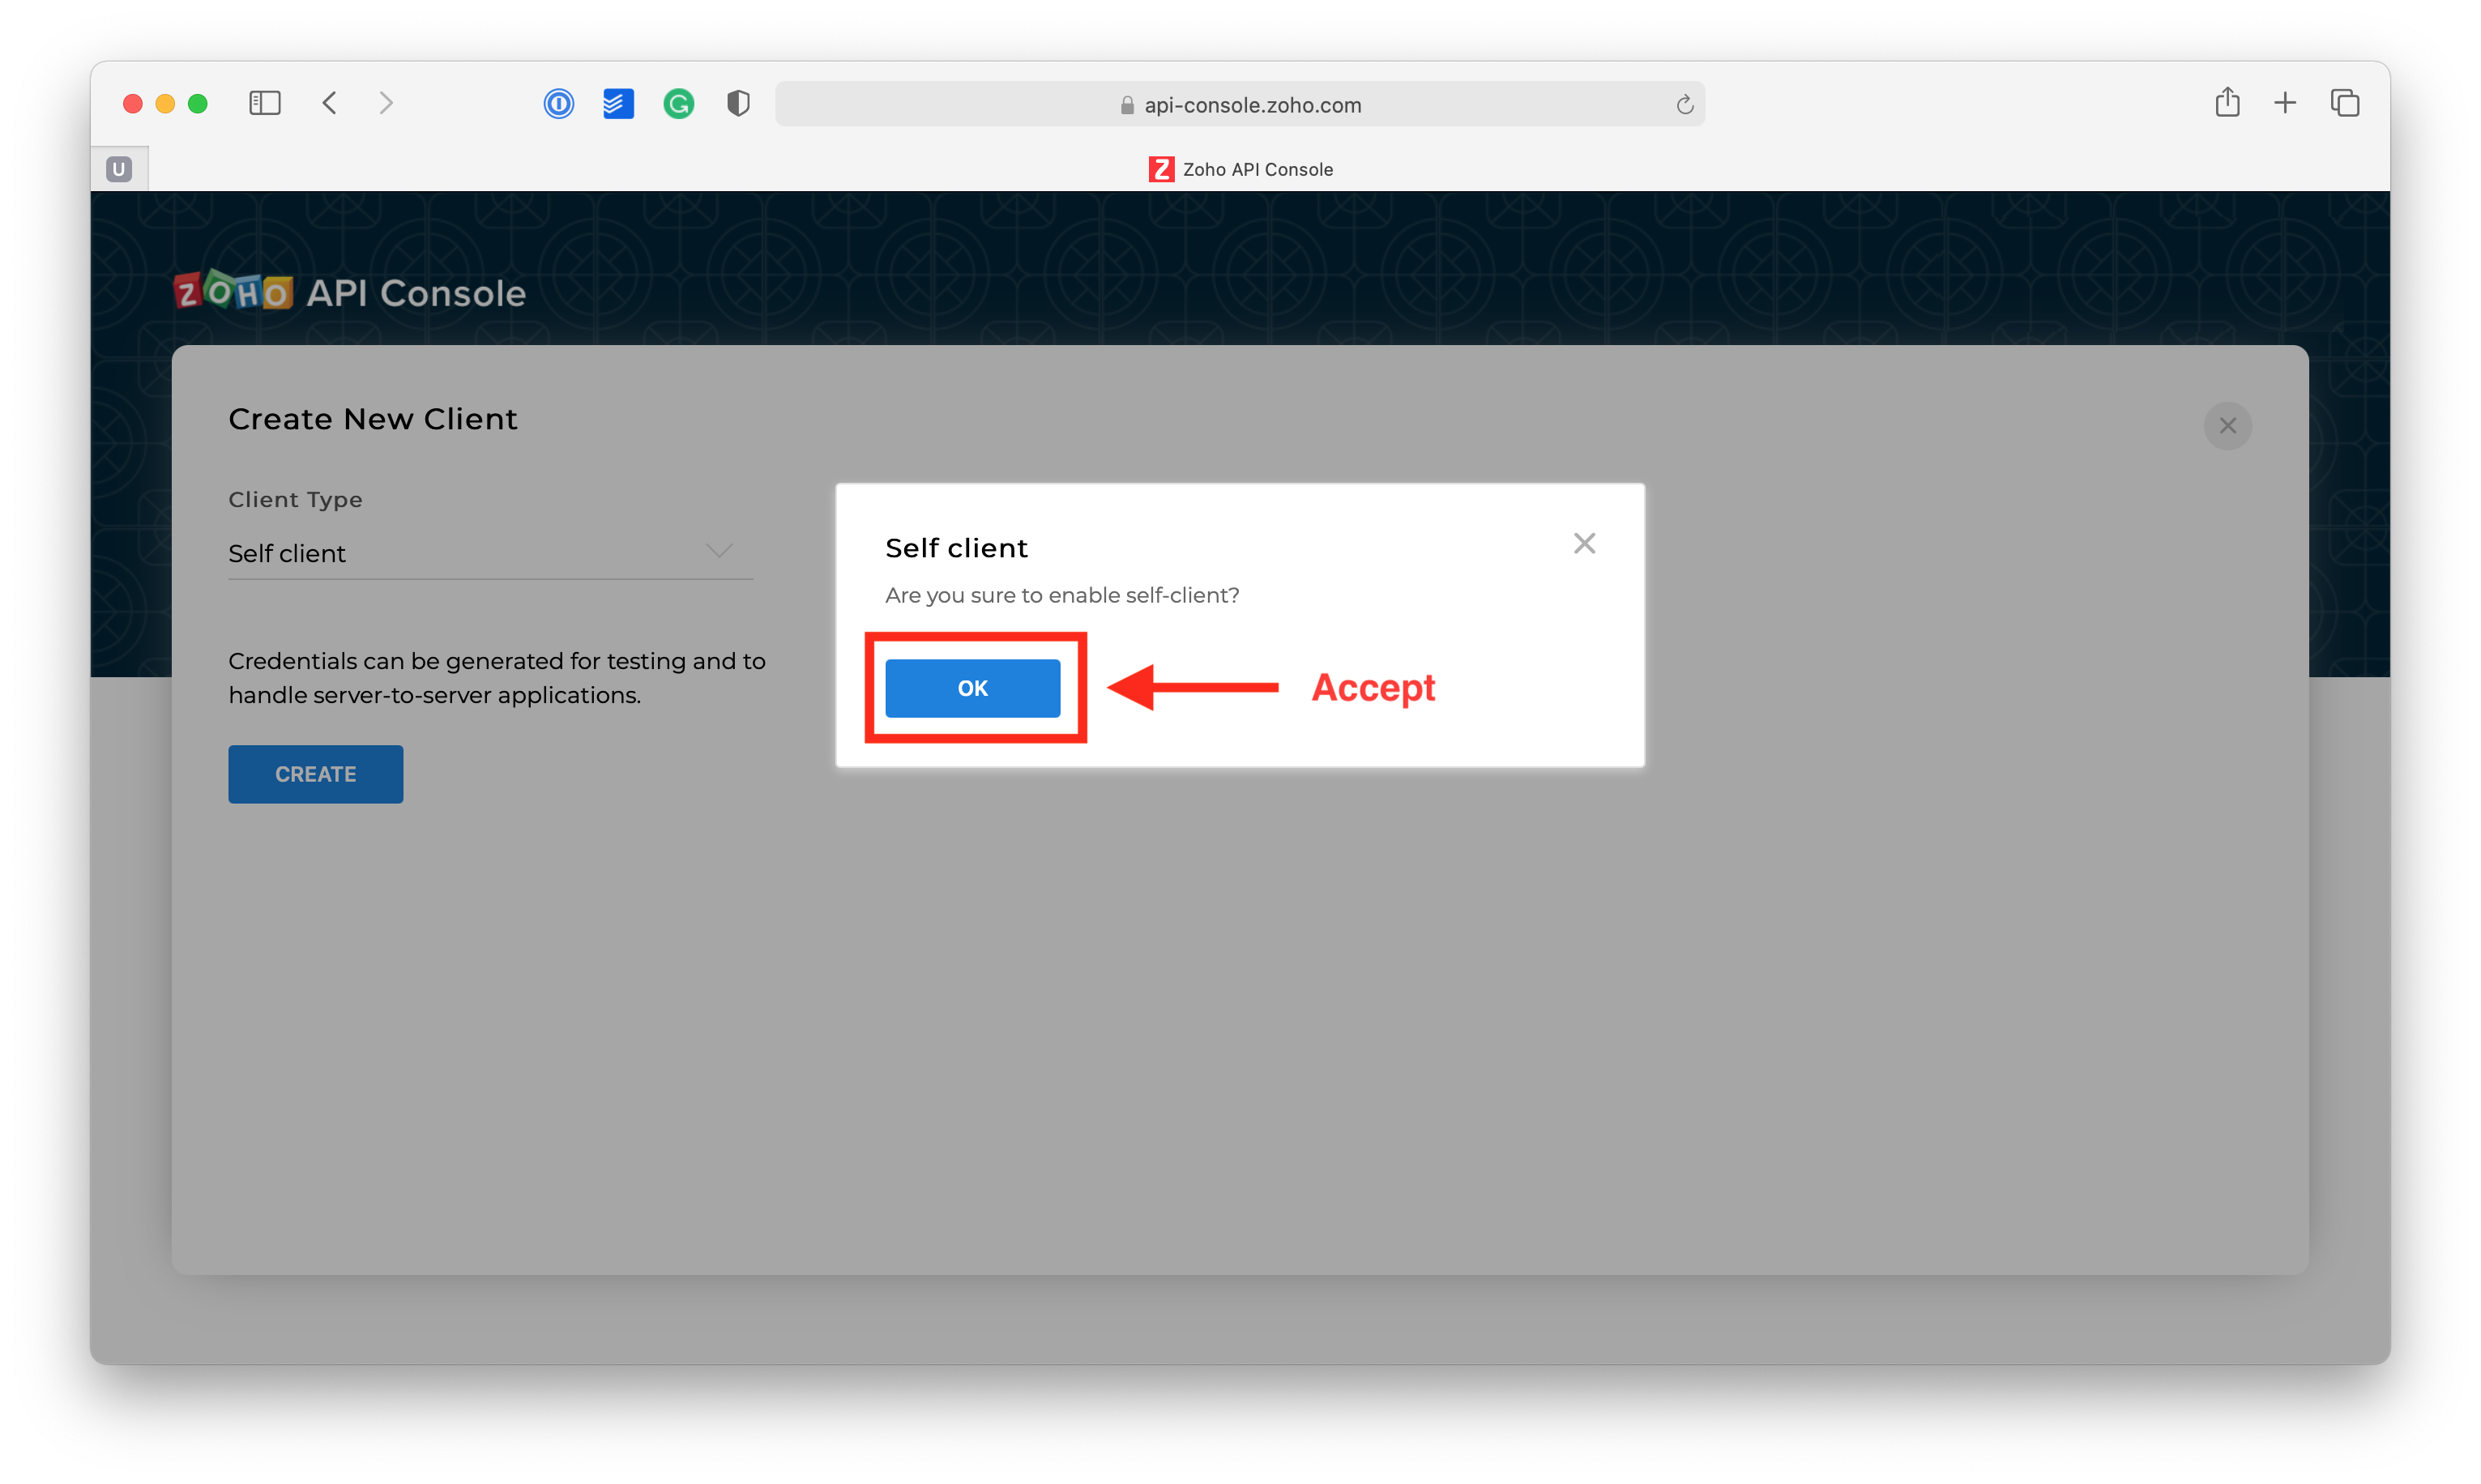 api-console.zoho.com
U
Zoho API Console
ZOHO API Console
Create New Client
Client Type
Self client
Credentials can be generated for testing and to
handle server-to-server applications.
CREATE
Self client
Are you sure to enable self-client?
OK
Accept